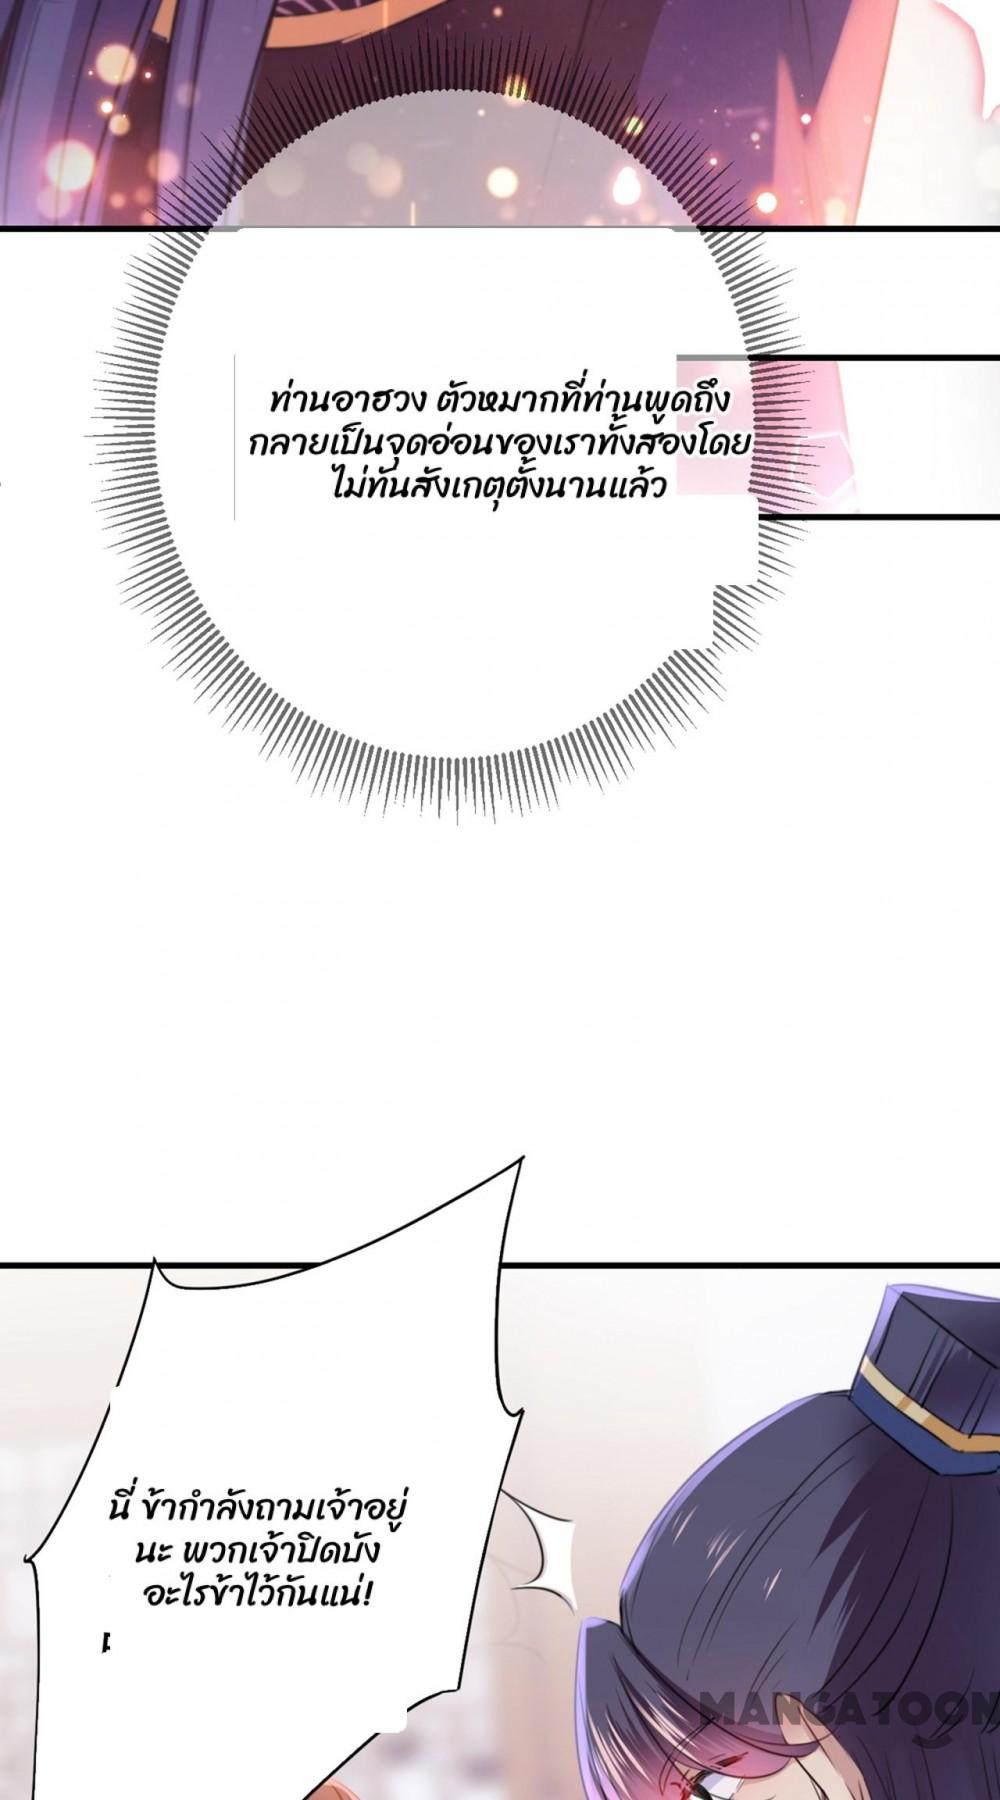 ท่านอาฮวง ตัวหมากที่ท่านพูดถึง
กลายเป็นจุดอ่อนของเราทั้งสองโดย
ไม่ทันสังเกตุตั้งนานแล้ว
นี่ ข้ากำลังถามเจ้าอยู่
นะ พวกเจ้าปิดบัง
อะไรข้าไว้กันแน่!
MANGATOON